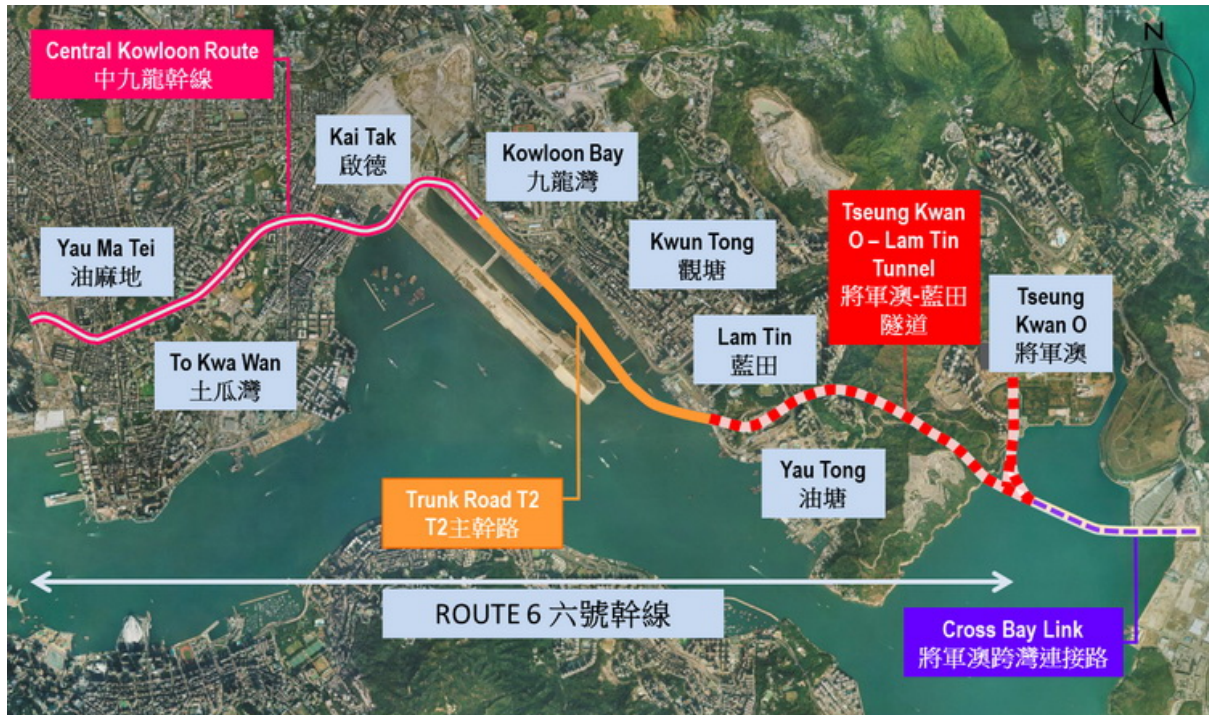 Central Kowloon Route
中九龍幹線
N
Kai Tak
啟德
Kowloon Bay
九龍灣
Yau Ma Tei
油麻地
Kwun Tong
觀塘
Tseung Kwan
O – Lam Tin
Tunnel
將軍澳-藍田
隧道
Tseung
Kwan O
將軍澳
To Kwa Wan
土瓜灣
Lam Tin
藍田
Yau Tong
油塘
Trunk Road T2
T2主幹路
ROUTE 6 六號幹線
Cross Bay Link
將軍澳跨灣連接路